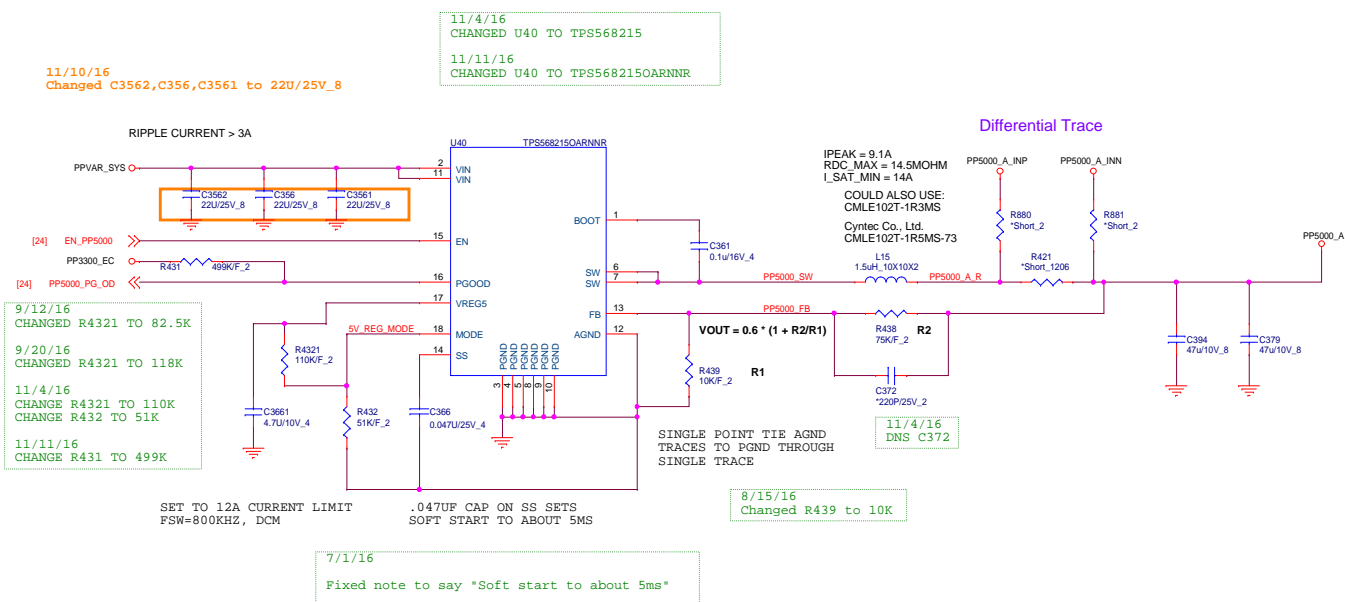 11/4/16
CHANGED U40 TO TPS568215
11/11/16
CHANGED U40 TO TPS568215OARNNR
11/10/16
Changed C3562,C356,C3561 to 22U/25V_8
RIPPLE CURRENT > 3A
PPVAR_SYS
C3562
22U/25V_8
C356
22U/25V_8
C3561
22U/25V_8
[24] EN_PP5000
PP3300_EC
R431
499K/F_2
[24] PP5000_PG_OD
U40
TPS568215OARNNR
2
VIN
11
VIN
15
EN
16
PGOOD
17
VREG5
18
MODE
14
SS
BOOT
1
SW
6
SW
7
FB
13
AGND
12
PGND
PGND
PGND
PGND
PGND
PGND
3
4
5
8
9
10
5V_REG_MODE
R4321
110K/F_2
C3661
4.7U/10V_4
R432
51K/F_2
C366
0.047U/25V_4
C361
0.1u/16V_4
PP5000_SW
IPEAK = 9.1A
RDC_MAX = 14.5MOHM
I_SAT_MIN = 14A
COULD ALSO USE:
CMLE102T-1R3MS
Cyntec Co., Ltd.
CMLE102T-1R5MS-73
L15
1.5uH_10X10X2
PP5000_A_R
Differential Trace
PP5000_A_INP
PP5000_A_INN
R880
*Short_2
R881
*Short_2
R421
*Short_1206
PP5000_A
PP5000_FB
VOUT = 0.6 * (1 + R2/R1)
R438
75K/F_2
R2
R439
10K/F_2
R1
C372
*220P/25V_2
C394
47u/10V_8
C379
47u/10V_8
9/12/16
CHANGED R4321 TO 82.5K
9/20/16
CHANGED R4321 TO 118K
11/4/16
CHANGE R4321 TO 110K
CHANGE R432 TO 51K
11/11/16
CHANGE R431 TO 499K
11/4/16
DNS C372
SINGLE POINT TIE AGND
TRACES TO PGND THROUGH
SINGLE TRACE
8/15/16
Changed R439 to 10K
SET TO 12A CURRENT LIMIT
FSW=800KHZ, DCM
.047UF CAP ON SS SETS
SOFT START TO ABOUT 5MS
7/1/16
Fixed note to say "Soft start to about 5ms"